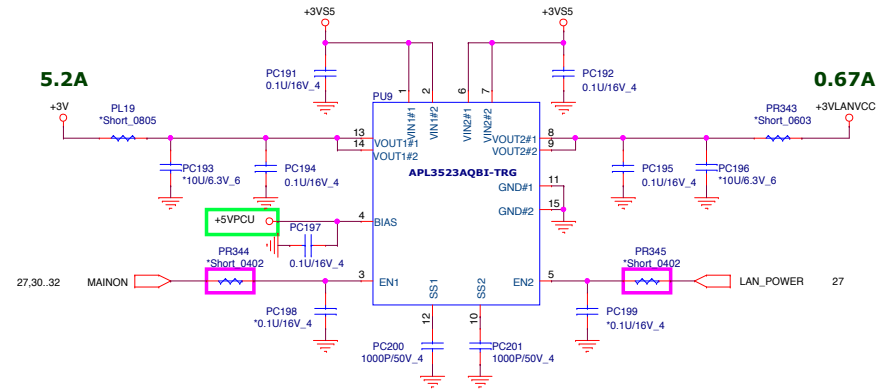 +3VS5
+3VS5
5.2A
0.67A
+3V
PL19
*Short_0805
PC191
0.1U/16V_4
PU9
1
2
6
7
VIN1#1
VIN1#2
VIN2#1
VIN2#2
PC192
0.1U/16V_4
PR343
*Short_0603
+3VLANVCC
13
14
VOUT1#1
VOUT1#2
VOUT2#1
VOUT2#2
8
9
PC193
*10U/6.3V_6
PC194
0.1U/16V_4
APL3523AQBI-TRG
PC195
0.1U/16V_4
PC196
*10U/6.3V_6
GND#1
11
GND#2
15
+5VPCU
4
BIAS
PC197
0.1U/16V_4
27,30..32
MAINON
PR344
*Short_0402
3
EN1
SS1
SS2
EN2
5
PR345
*Short_0402
LAN_POWER
27
PC198
*0.1U/16V_4
12
10
PC199
*0.1U/16V_4
PC200
1000P/50V_4
PC201
1000P/50V_4